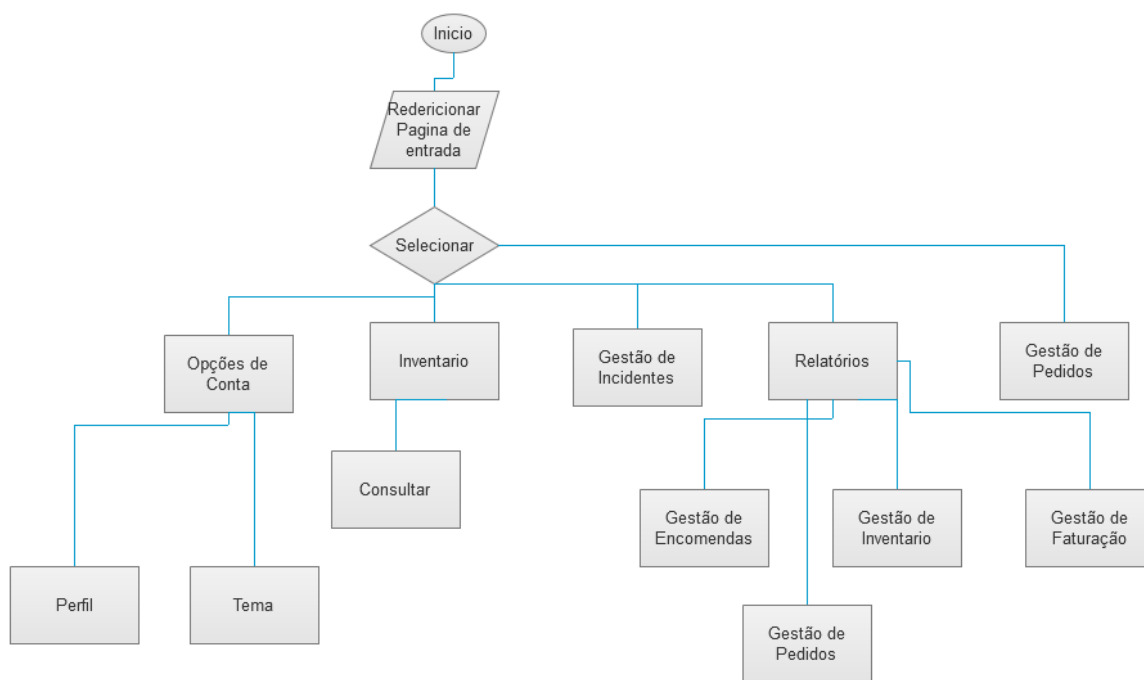 Inicio
Redericionar
Pagina de
entrada
Selecionar
Opções de
Conta
Inventario
Gestão de
Incidentes
Relatórios
Gestão de
Pedidos
Consultar
Gestão de
Encomendas
Gestão de
Inventario
Gestão de
Faturação
Perfil
Tema
Gestão de
Pedidos